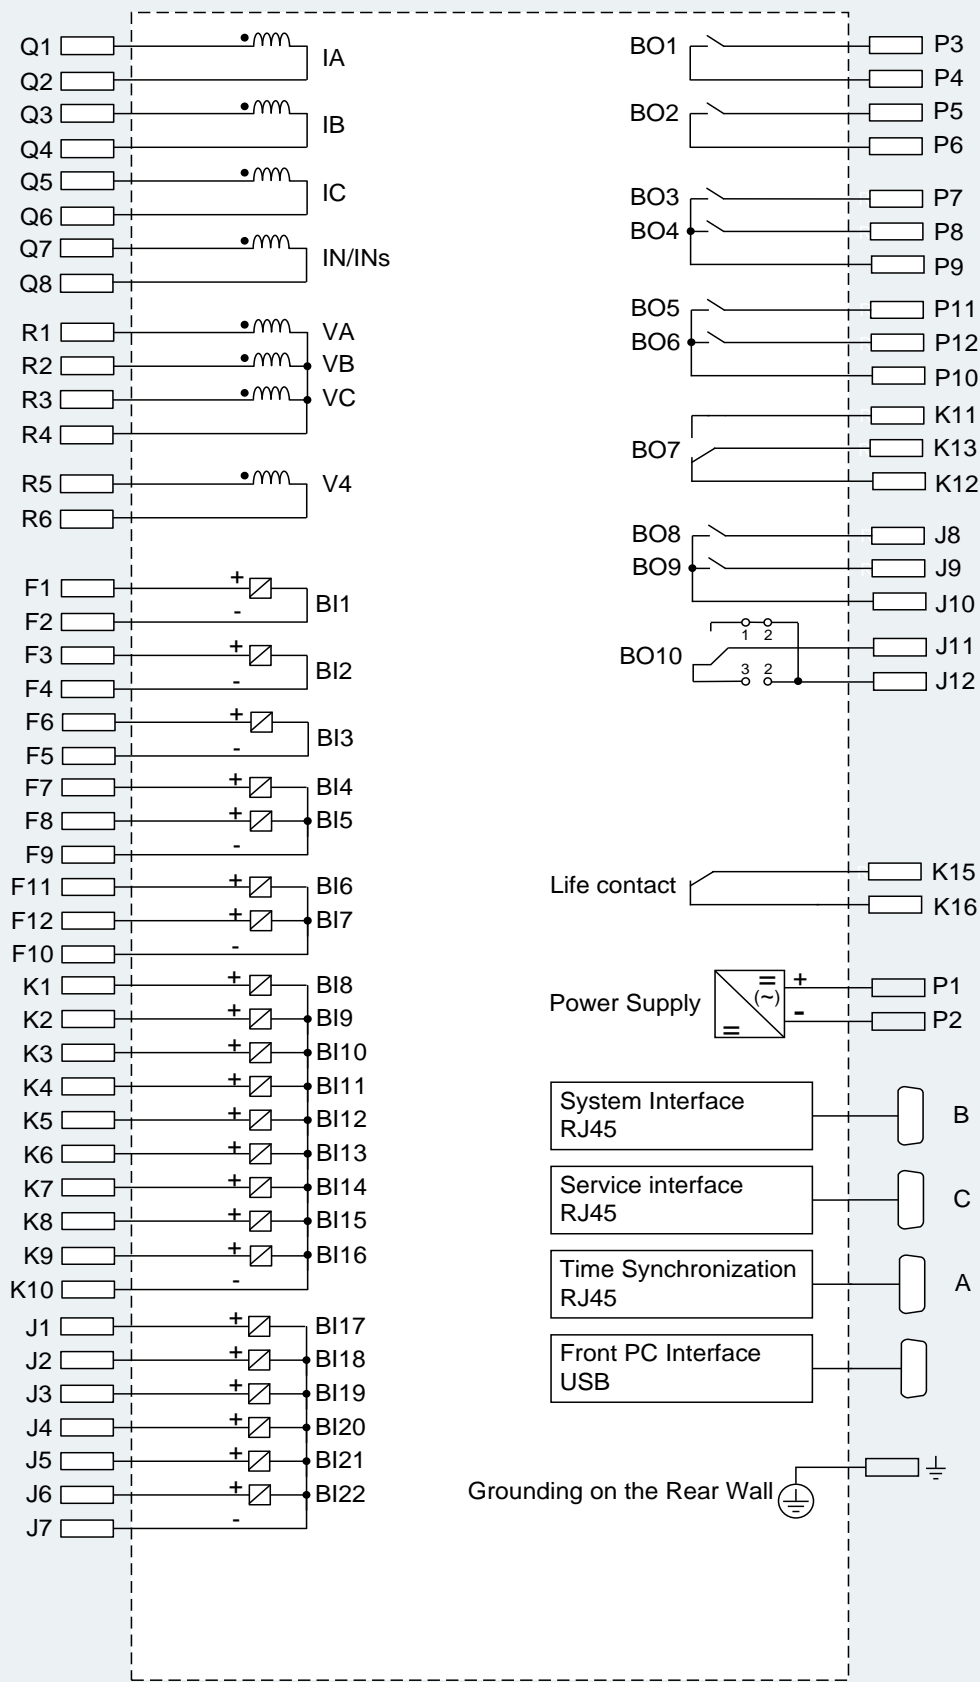 Q1 IA BO1 P3
Q2 P4
Q3 IB BO2 P5
Q4 P6
Q5 IC
Q6 BO3 P7
Q7 IN/INs BO4 P8
Q8 P9
R1 VA BO5 P11
R2 VB BO6 P12
R3 VC P10
R4 K11
BO7 K13
R5 V4 K12
R6
BO8 J8
BO9 J9
F1 + BI1 J10
F2 -
1 2
F3 + BI2 BO10 J11
3 2
F4 - J12
F6 + BI3
F5 -
F7 + BI4
F8 + BI5
F9 -
F11 + BI6 Life contact K15
F12 + BI7 K16
F10 -
K1 + BI8 Power Supply = (~) = + P1
K2 + BI9 - P2
K3 + BI10
K4 + BI11
K5 + BI12
K6 + BI13
K7 + BI14
K8 + BI15
K9 + BI16
K10 -
System Interface B
RJ45
Service interface C
RJ45
Time Synchronization A
RJ45
Front PC Interface
USB
J1 + BI17
J2 + BI18
J3 + BI19
J4 + BI20
J5 + BI21
J6 + BI22
J7 -
Grounding on the Rear Wall